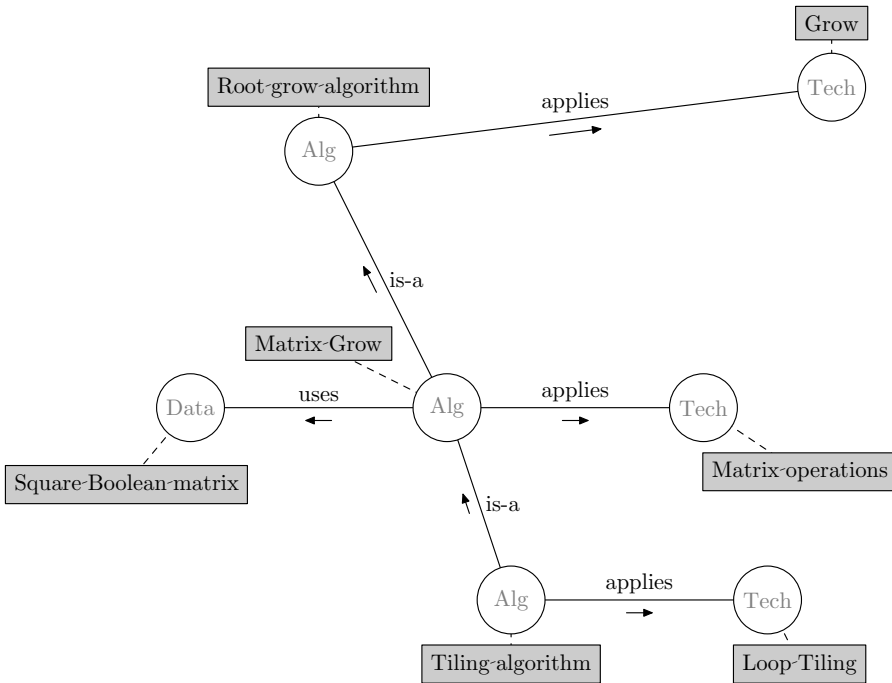 Grow
Tech
Root-grow-algorithm
applies
Alg
is-a
Matrix-Grow
Data
uses
Alg
applies
Tech
Square-Boolean-matrix
Matrix-operations
is-a
Alg
applies
Tech
Tiling-algorithm
Loop-Tiling